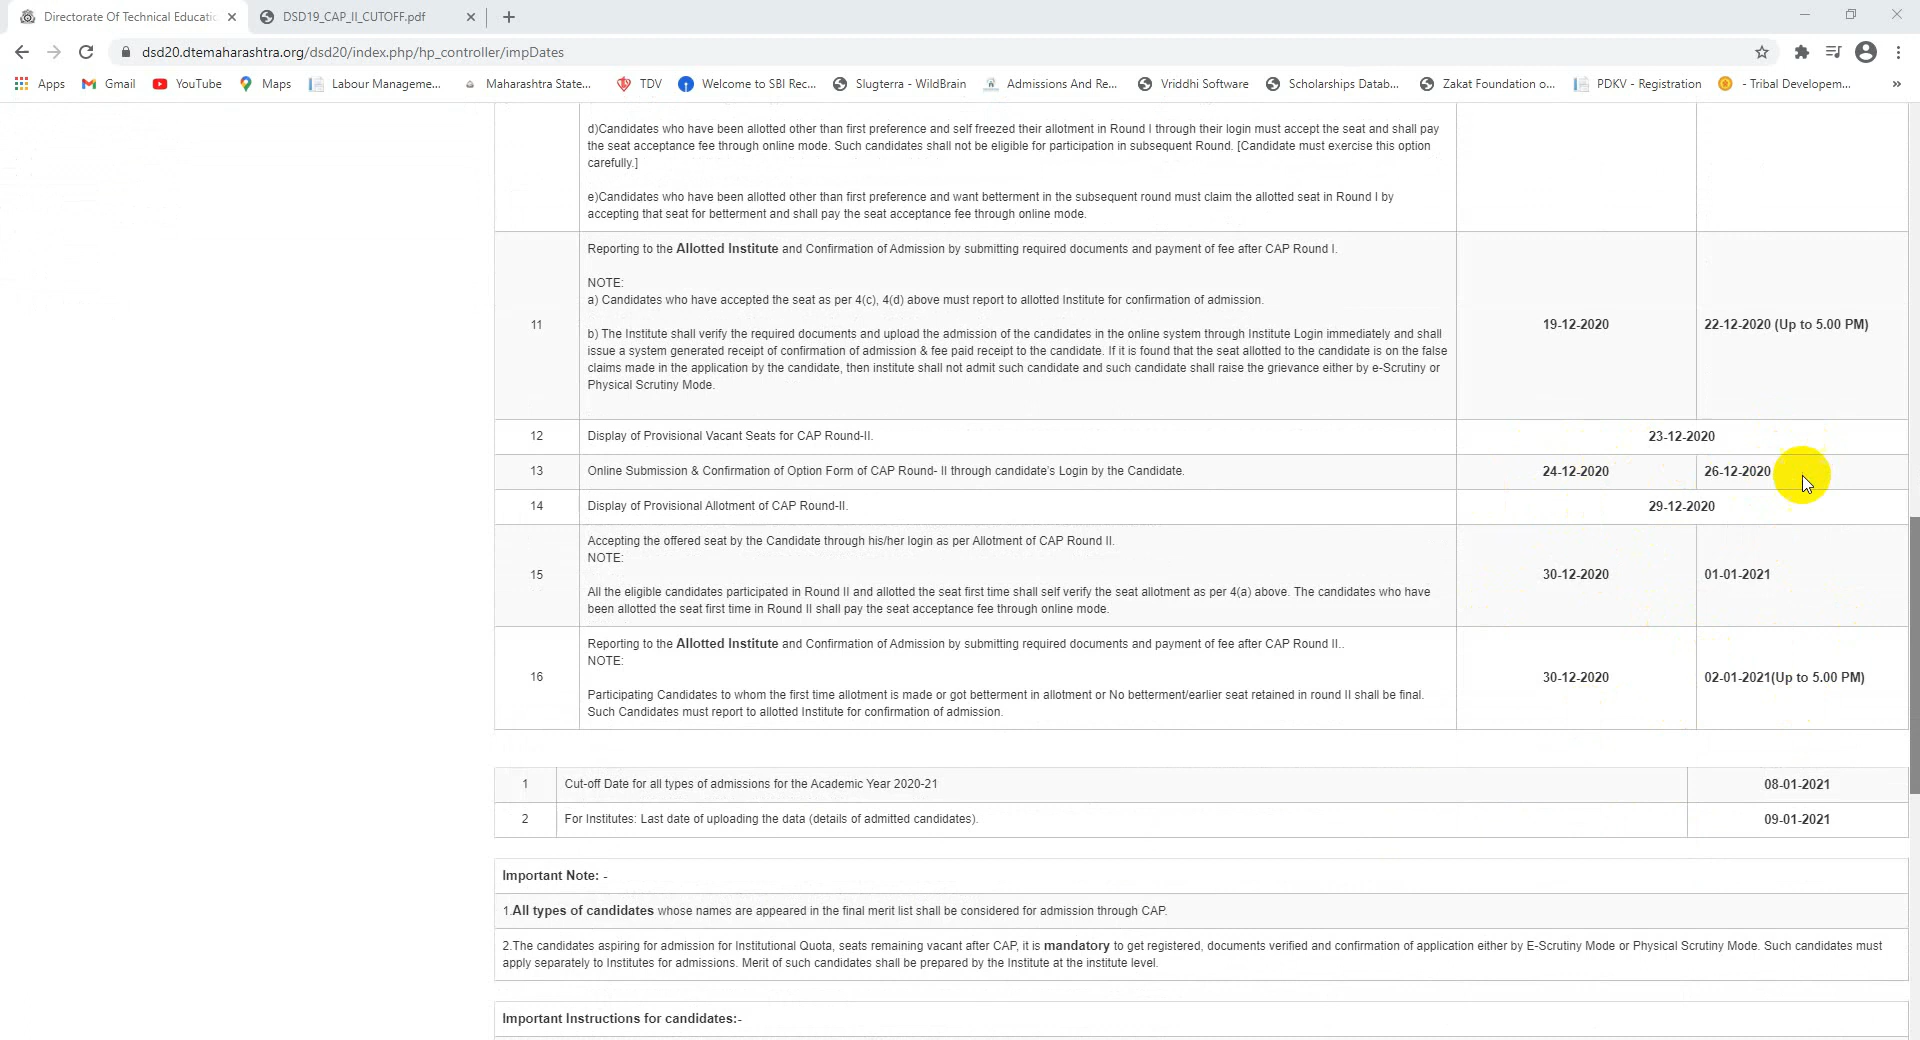 Directorate Of Technical Educatic
DSD19_CAP_II_CUTOFF.pdf
dsd20.dtemaharashtra.org/dsd20/index.php/hp_controller/impDates
Apps Gmail YouTube Maps Labour Manageme... Maharashtra State... TDV Welcome to SBI Rec... Slugterra - WildBrain Admissions And Re... Vriddhi Software Scholarships Datab... Zakat Foundation o... PDKV - Registration - Tribal Developem... »
d)Candidates who have been allotted other than first preference and self freezed their allotment in Round I through their login must accept the seat and shall pay
the seat acceptance fee through online mode. Such candidates shall not be eligible for participation in subsequent Round. [Candidate must exercise this option
carefully.]
e)Candidates who have been allotted other than first preference and want betterment in the subsequent round must claim the allotted seat in Round I by
accepting that seat for betterment and shall pay the seat acceptance fee through online mode.
Reporting to the Allotted Institute and Confirmation of Admission by submitting required documents and payment of fee after CAP Round I.
NOTE:
a) Candidates who have accepted the seat as per 4(c), 4(d) above must report to allotted Institute for confirmation of admission.
11 19-12-2020 22-12-2020 (Up to 5.00 PM)
b) The Institute shall verify the required documents and upload the admission of the candidates in the online system through Institute Login immediately and shall
issue a system generated receipt of confirmation of admission & fee paid receipt to the candidate. If it is found that the seat allotted to the candidate is on the false
claims made in the application by the candidate, then institute shall not admit such candidate and such candidate shall raise the grievance either by e-Scrutiny or
Physical Scrutiny Mode.
12 Display of Provisional Vacant Seats for CAP Round-II. 23-12-2020
13 Online Submission & Confirmation of Option Form of CAP Round- II through candidate's Login by the Candidate. 24-12-2020 26-12-2020
14 Display of Provisional Allotment of CAP Round-II. 29-12-2020
Accepting the offered seat by the Candidate through his/her login as per Allotment of CAP Round II.
NOTE:
15 30-12-2020 01-01-2021
All the eligible candidates participated in Round II and allotted the seat first time shall self verify the seat allotment as per 4(a) above. The candidates who have
been allotted the seat first time in Round II shall pay the seat acceptance fee through online mode.
Reporting to the Allotted Institute and Confirmation of Admission by submitting required documents and payment of fee after CAP Round II..
NOTE:
16 30-12-2020 02-01-2021(Up to 5.00 PM)
Participating Candidates to whom the first time allotment is made or got betterment in allotment or No betterment/earlier seat retained in round II shall be final.
Such Candidates must report to allotted Institute for confirmation of admission.
1 Cut-off Date for all types of admissions for the Academic Year 2020-21 08-01-2021
2 For Institutes: Last date of uploading the data (details of admitted candidates). 09-01-2021
Important Note: -
1.All types of candidates whose names are appeared in the final merit list shall be considered for admission through CAP.
2.The candidates aspiring for admission for Institutional Quota, seats remaining vacant after CAP, it is mandatory to get registered, documents verified and confirmation of application either by E-Scrutiny Mode or Physical Scrutiny Mode. Such candidates must
apply separately to Institutes for admissions. Merit of such candidates shall be prepared by the Institute at the institute level.
Important Instructions for candidates:-